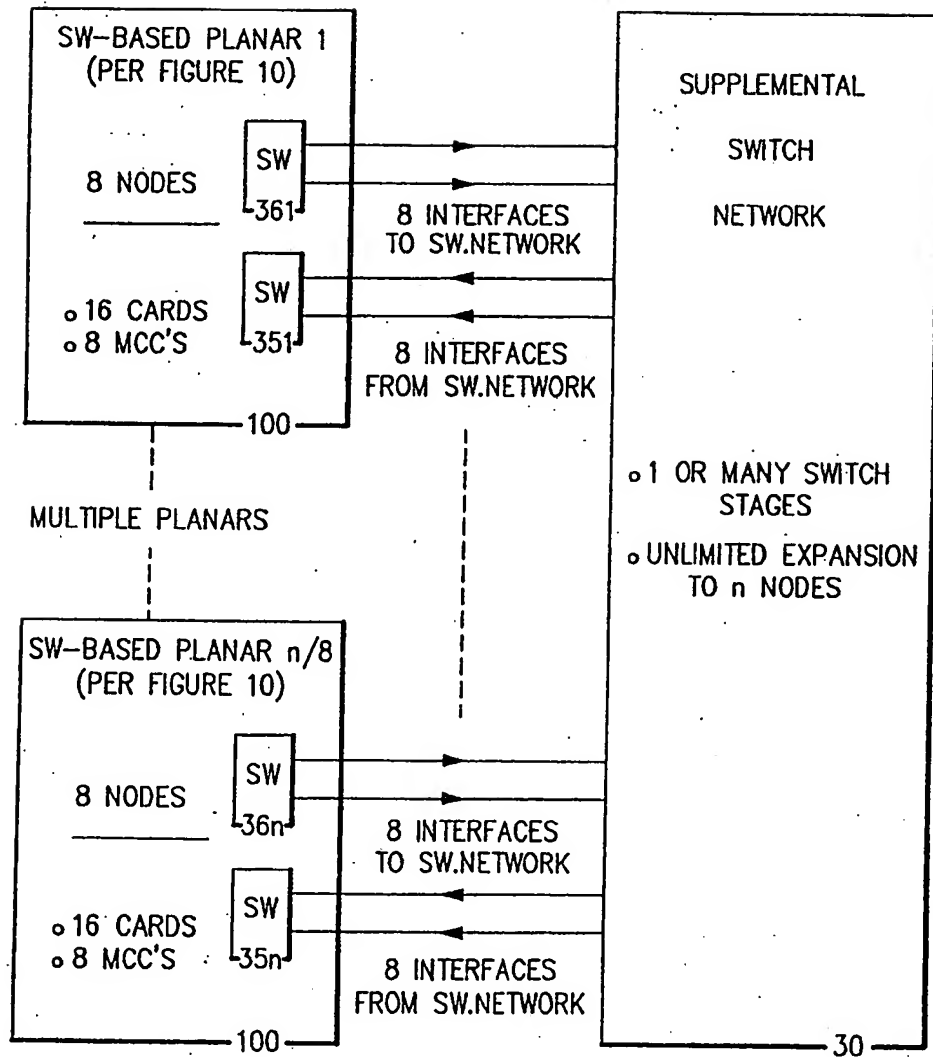 SW-BASED PLANAR 1
(PER FIGURE 10)
8 NODES
o 16 CARDS
o 8 MCC'S
SW
361
SW
351
100
8 INTERFACES
TO SW.NETWORK
8 INTERFACES
FROM SW.NETWORK
SUPPLEMENTAL
SWITCH
NETWORK
o 1 OR MANY SWITCH
STAGES
o UNLIMITED EXPANSION
TO n NODES
30
MULTIPLE PLANARS
SW-BASED PLANAR n/8
(PER FIGURE 10)
8 NODES
o 16 CARDS
o 8 MCC'S
SW
36n
SW
35n
100
8 INTERFACES
TO SW.NETWORK
8 INTERFACES
FROM SW.NETWORK